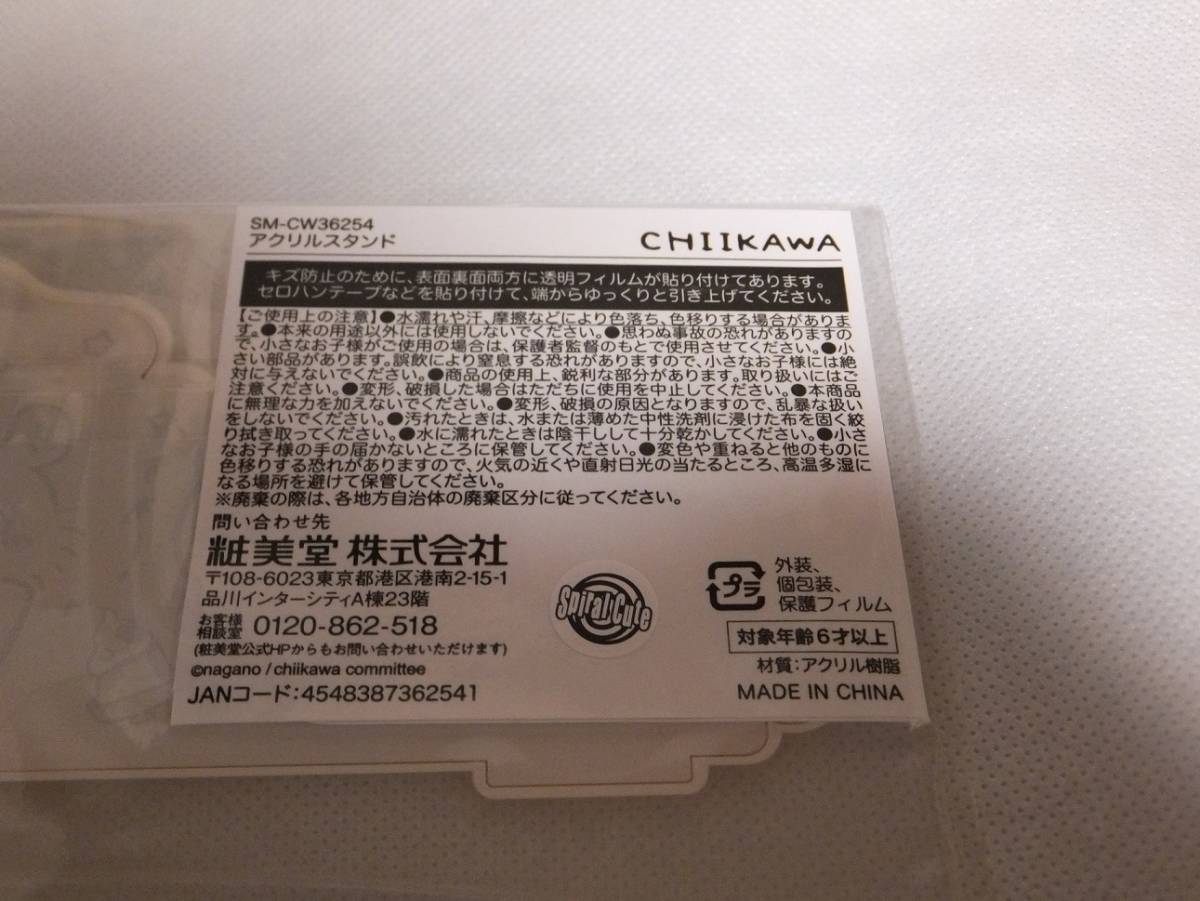 SM-CW36254
アクリルスタンド
CHIIKAWA
キズ防止のために、表面裏面両方に透明フィルムが貼り付けてあります。
セロハンテープなどを貼り付けて、端からゆっくりと引き上げてください。
【ご使用上の注意】●水濡れや汗、摩擦などにより色落ち、色移りする場合がありま
す。●本来の用途以外には使用しないでください。●思わぬ事故の恐れがありますの
で、小さなお子様がご使用の場合は、保護者監督のもとで使用させてください。●小
さい部品があります。誤飲により窒息する恐れがありますので、小さなお子様には絶
対に与えないでください。●商品の使用上、鋭利な部分があります。取り扱いにはご
注意ください。●変形、破損した場合はただちに使用を中止してください。●本商品
に無理な力を加えないでください。●変形、破損の原因となりますので、乱暴な扱い
をしないでください。●汚れたときは、水または薄めた中性洗剤に浸けた布を固く絞
り拭き取ってください。●水に濡れたときは陰干しして十分乾かしてください。●小さ
なお子様の手の届かないところに保管してください。●変色や重ねると他のものに
色移りする恐れがありますので、火気の近くや直射日光の当たるところ、高温多湿に
なる場所を避けて保管してください。
※廃棄の際は、各地方自治体の廃棄区分に従ってください。
問い合わせ先
粧美堂 株式会社
〒108-6023東京都港区港南2-15-1
品川インターシティA棟23階
お客様
相談室 0120-862-518
(粧美堂公式HPからもお問い合わせいただけます)
©nagano / chiikawa committee
JANコード:4548387362541
Spiral Cute
プラ
外装、
個包装、
保護フィルム
対象年齢6才以上
材質:アクリル樹脂
MADE IN CHINA